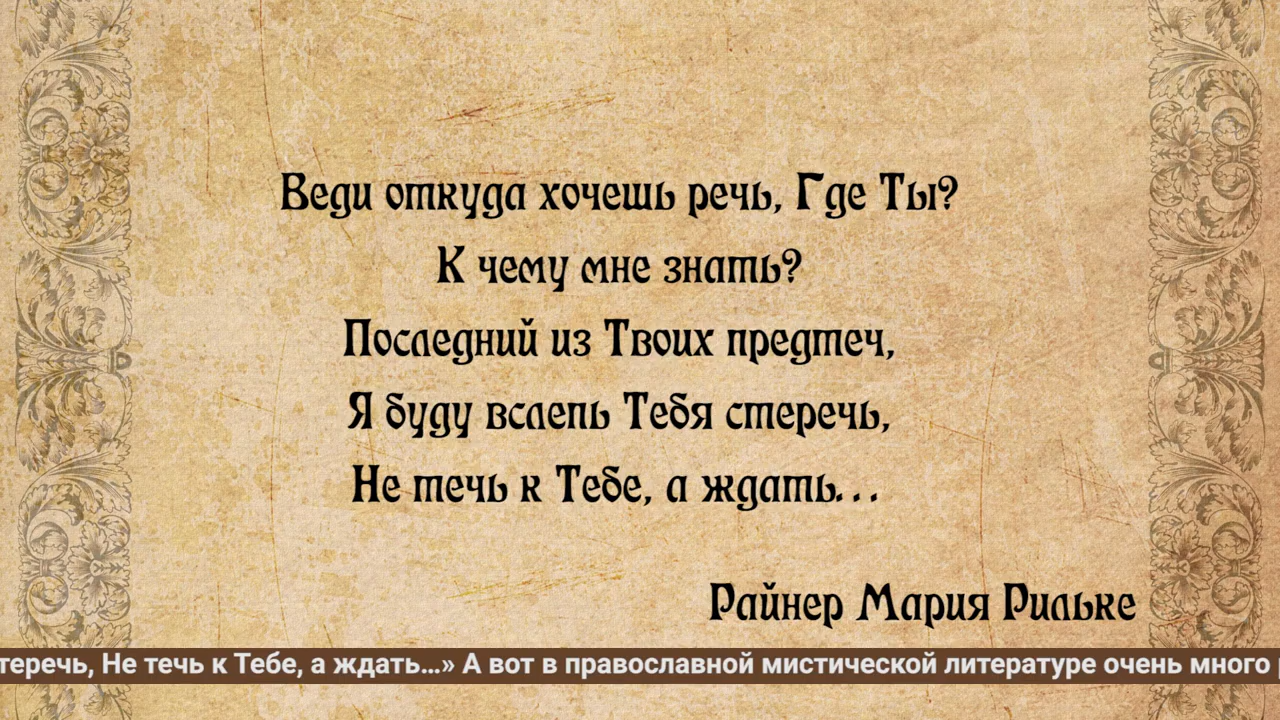 Веди откуда хочешь речь, Где Ты?
К чему мне знать?
Последний из Твоих предтеч,
Я буду вслепь Тебя стеречь,
Не течь к Тебе, а ждать...
Райнер Мария Рильке
теречь, Не течь к Тебе, а ждать...» А вот в православной мистической литературе очень много